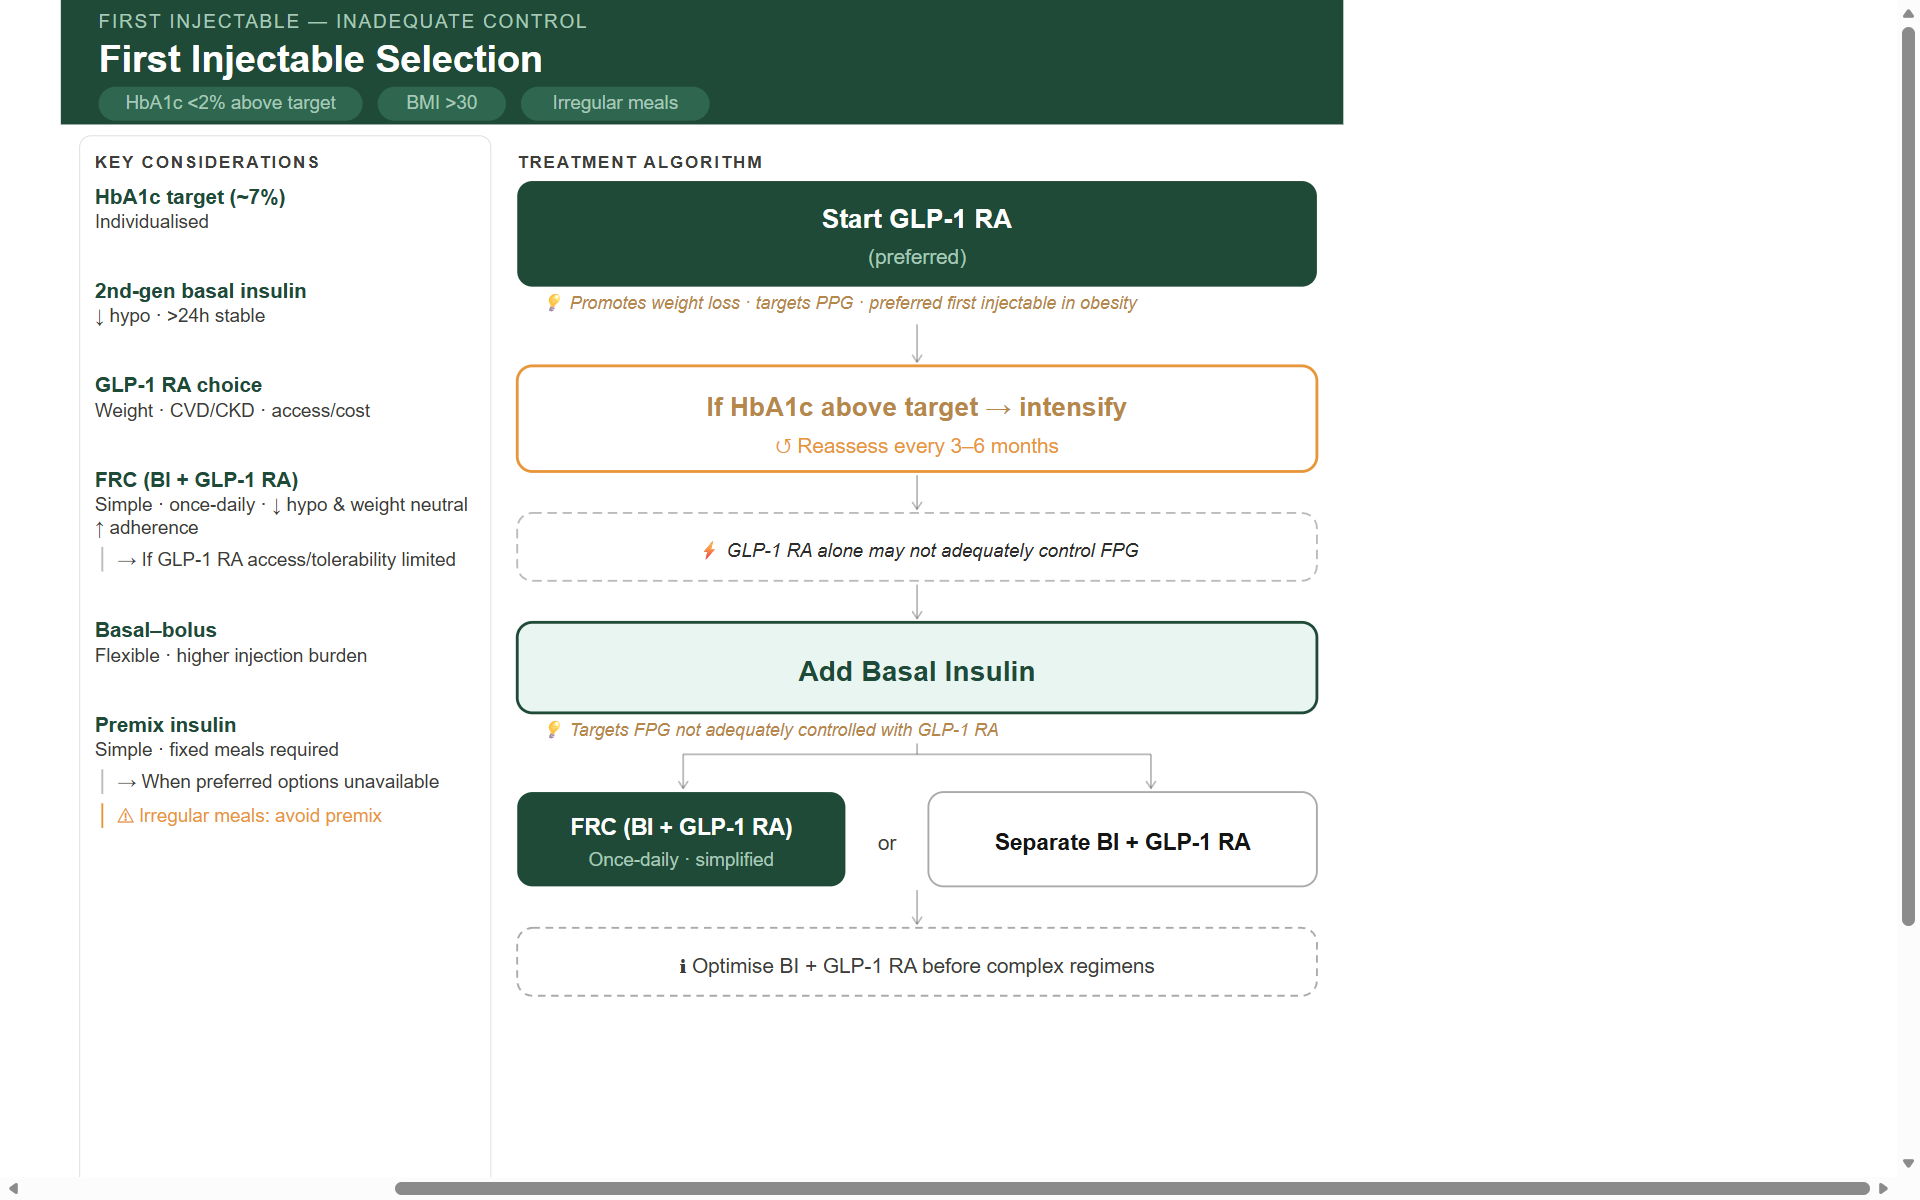 FIRST INJECTABLE — INADEQUATE CONTROL
First Injectable Selection
HbA1c <2% above target
BMI >30
Irregular meals
KEY CONSIDERATIONS
HbA1c target (~7%)
Individualised
2nd-gen basal insulin
↓ hypo · >24h stable
GLP-1 RA choice
Weight · CVD/CKD · access/cost
FRC (BI + GLP-1 RA)
Simple · once-daily · ↓ hypo & weight neutral
↑ adherence
→ If GLP-1 RA access/tolerability limited
Basal–bolus
Flexible · higher injection burden
Premix insulin
Simple · fixed meals required
→ When preferred options unavailable
⚠ Irregular meals: avoid premix
TREATMENT ALGORITHM
Start GLP-1 RA
(preferred)
💡 Promotes weight loss · targets PPG · preferred first injectable in obesity
If HbA1c above target → intensify
↺ Reassess every 3–6 months
⚡ GLP-1 RA alone may not adequately control FPG
Add Basal Insulin
💡 Targets FPG not adequately controlled with GLP-1 RA
FRC (BI + GLP-1 RA)
Once-daily · simplified
or
Separate BI + GLP-1 RA
ℹ Optimise BI + GLP-1 RA before complex regimens